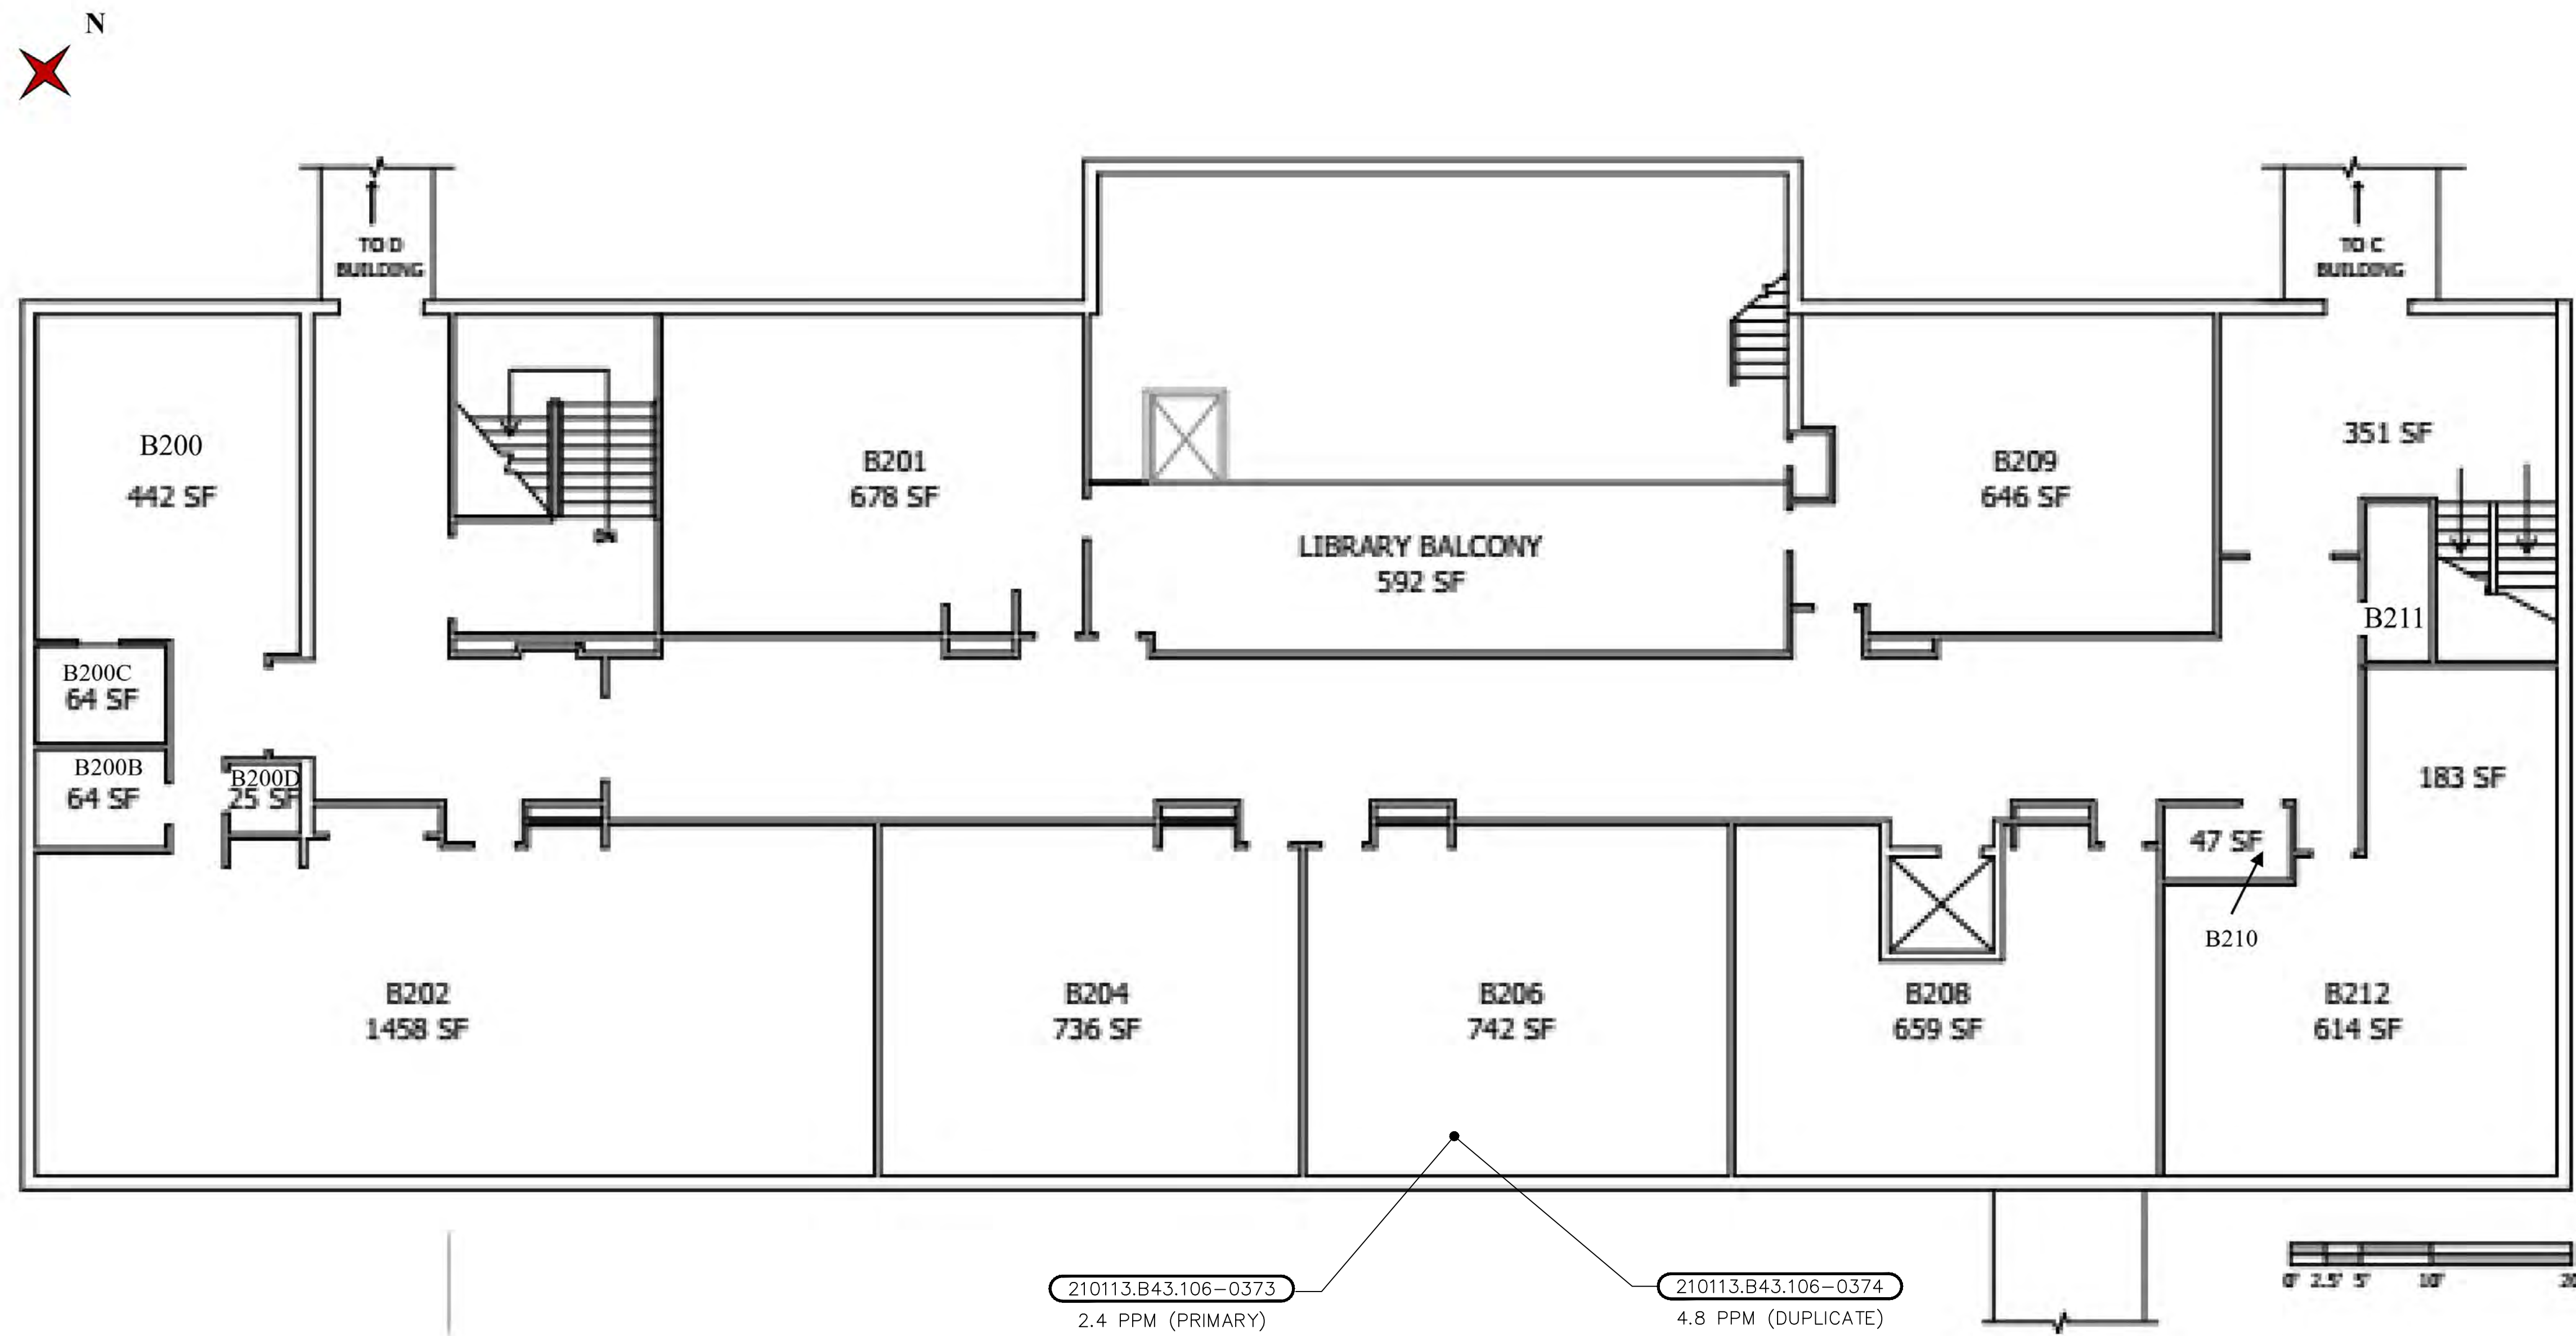 N
TO D
BUILDING
TO C
BUILDING
B200
442 SF
B201
678 SF
LIBRARY BALCONY
592 SF
B209
646 SF
351 SF
DN
B211
B200C
64 SF
B200B
64 SF
B200D
25 SF
183 SF
47 SF
B210
B202
1458 SF
B204
736 SF
B206
742 SF
B208
659 SF
B212
614 SF
210113.B43.106-0373
2.4 PPM (PRIMARY)
210113.B43.106-0374
4.8 PPM (DUPLICATE)
0' 2.5' 5' 10'